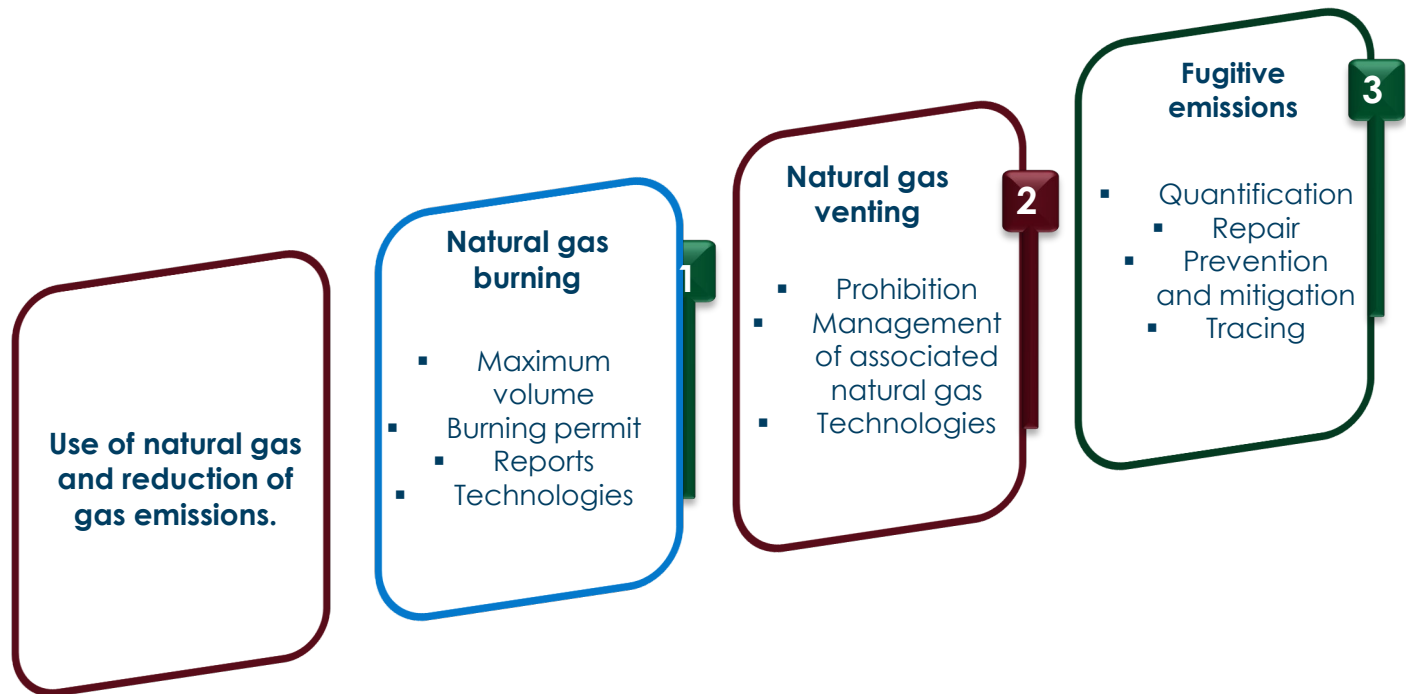 Use of natural gas
and reduction of
gas emissions.
1
Natural gas
burning
▪ Maximum
volume
▪ Burning permit
▪ Reports
▪ Technologies
2
Natural gas
venting
▪ Prohibition
▪ Management
of associated
natural gas
▪ Technologies
3
Fugitive
emissions
▪ Quantification
▪ Repair
▪ Prevention
and mitigation
▪ Tracing